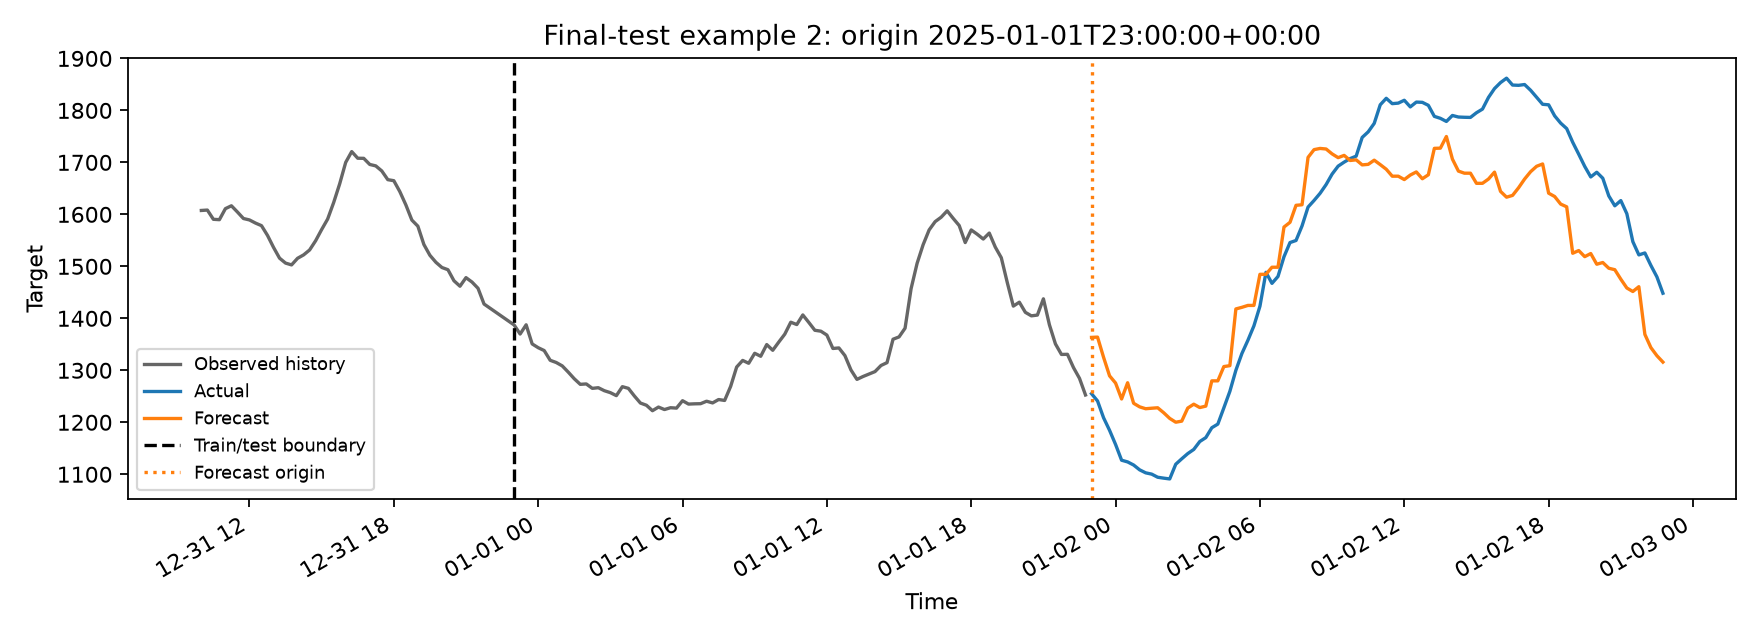 Final-test example 2: origin 2025-01-01T23:00:00+00:00
1900
1800
1700
1600
1500
1400
1300
1200
1100
Target
Observed history
Actual
Forecast
Train/test boundary
Forecast origin
12-31 12
12-31 18
01-01 00
01-01 06
01-01 12
01-01 18
01-02 00
01-02 06
01-02 12
01-02 18
01-03 00
Time